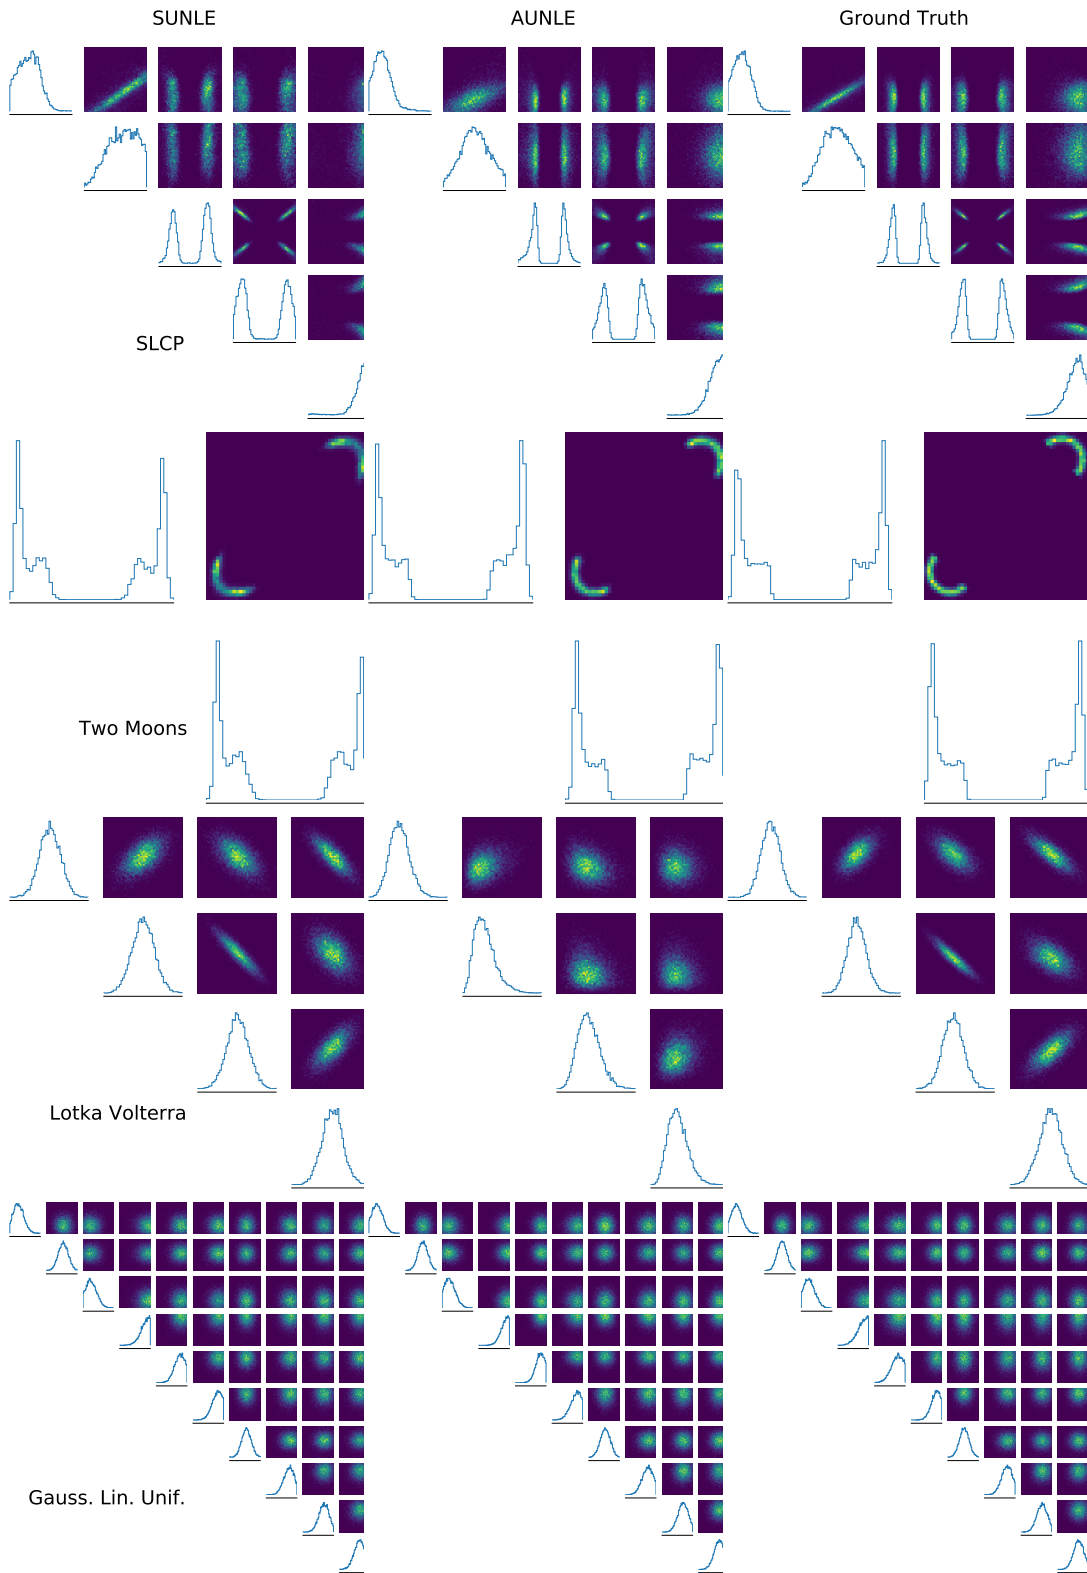 SUNLE
AUNLE
Ground Truth
SLCP
Two Moons
Lotka Volterra
Gauss. Lin. Unif.